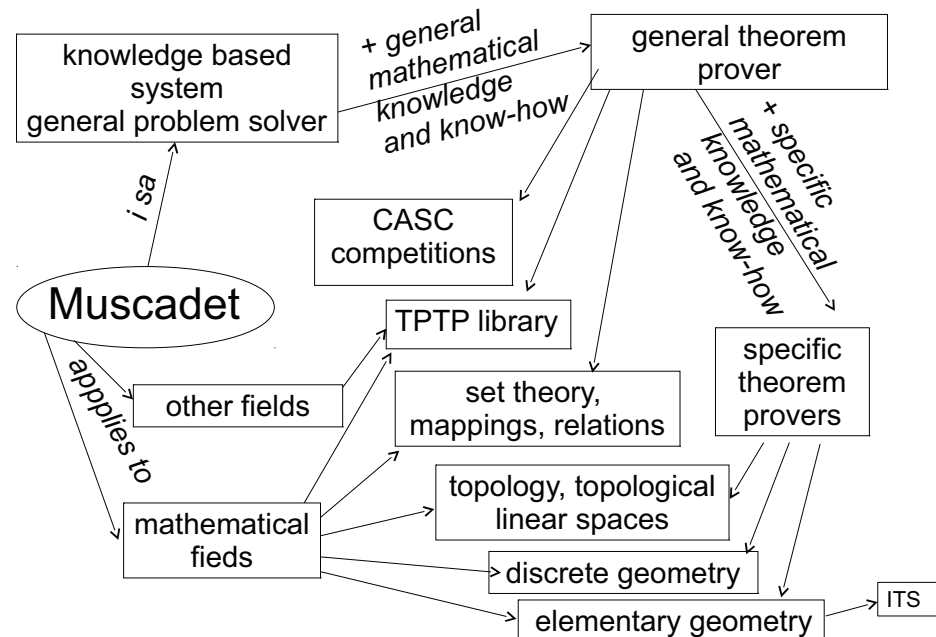 knowledge based
system
general problem solver
+ general
mathematical
knowledge
and know-how
general theorem
prover
+ specific
mathematical
knowledge
and know-how
i sa
CASC
competitions
Muscadet
TPTP library
specific
theorem
provers
appplies to
other fields
set theory,
mappings, relations
topology, topological
linear spaces
mathematical
fieds
discrete geometry
elementary geometry
ITS